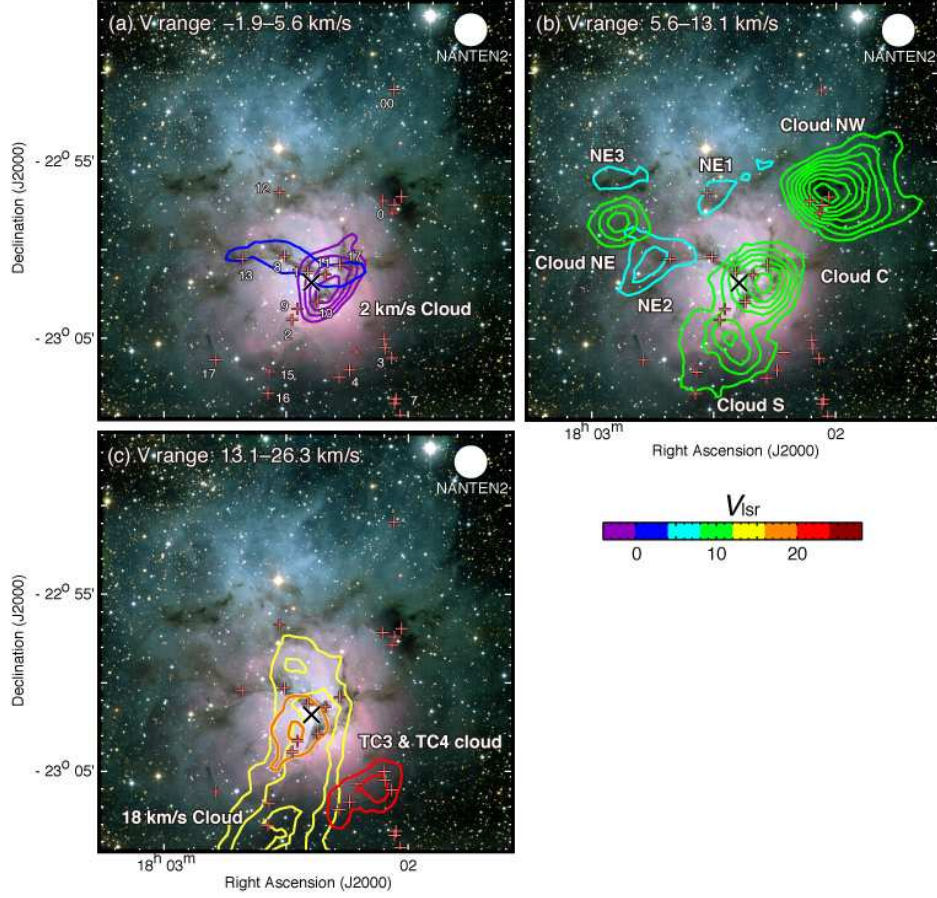 (a) V range: –1.9–5.6 km/s
NANTEN2
00
12
0
13
8
11
17
10
9
2
2 km/s Cloud
17
15
16
4
3
7
Declination (J2000)
- 22° 55'
- 23° 05'
(b) V range: 5.6–13.1 km/s
NANTEN2
Cloud NW
NE3
NE1
Cloud NE
NE2
Cloud C
Cloud S
18h 03m
02
Right Ascension (J2000)
(c) V range: 13.1–26.3 km/s
NANTEN2
Declination (J2000)
- 22° 55'
- 23° 05'
TC3 & TC4 cloud
18 km/s Cloud
18h 03m
02
Right Ascension (J2000)
Vlsr
0
10
20